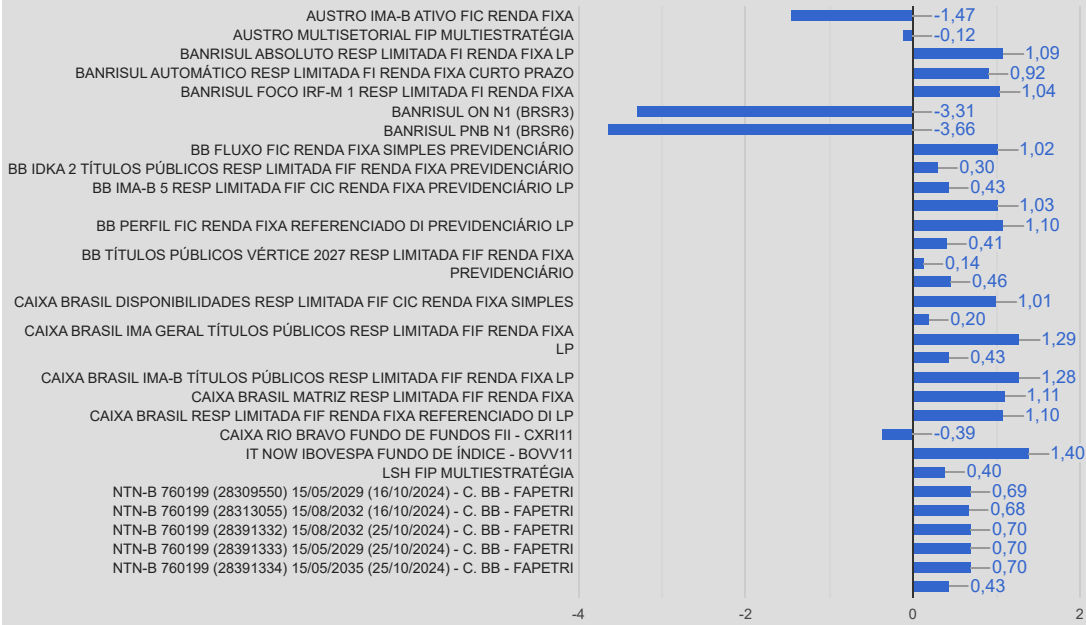 AUSTRO IMA-B ATIVO FIC RENDA FIXA -1,47
AUSTRO MULTISETORIAL FIP MULTIESTRATÉGIA -0,12
BANRISUL ABSOLUTO RESP LIMITADA FI RENDA FIXA LP 1,09
BANRISUL AUTOMÁTICO RESP LIMITADA FI RENDA FIXA CURTO PRAZO 0,92
BANRISUL FOCO IRF-M 1 RESP LIMITADA FI RENDA FIXA 1,04
BANRISUL ON N1 (BRSR3) -3,31
BANRISUL PNB N1 (BRSR6) -3,66
BB FLUXO FIC RENDA FIXA SIMPLES PREVIDENCIÁRIO 1,02
BB IDKA 2 TÍTULOS PÚBLICOS RESP LIMITADA FIF RENDA FIXA PREVIDENCIÁRIO 0,30
BB IMA-B 5 RESP LIMITADA FIF CIC RENDA FIXA PREVIDENCIÁRIO LP 0,43
1,03
BB PERFIL FIC RENDA FIXA REFERENCIADO DI PREVIDENCIÁRIO LP 1,10
0,41
BB TÍTULOS PÚBLICOS VÉRTICE 2027 RESP LIMITADA FIF RENDA FIXA
PREVIDENCIÁRIO 0,14
0,46
CAIXA BRASIL DISPONIBILIDADES RESP LIMITADA FIF CIC RENDA FIXA SIMPLES 1,01
0,20
CAIXA BRASIL IMA GERAL TÍTULOS PÚBLICOS RESP LIMITADA FIF RENDA FIXA
LP 1,29
0,43
CAIXA BRASIL IMA-B TÍTULOS PÚBLICOS RESP LIMITADA FIF RENDA FIXA LP 1,28
CAIXA BRASIL MATRIZ RESP LIMITADA FIF RENDA FIXA 1,11
CAIXA BRASIL RESP LIMITADA FIF RENDA FIXA REFERENCIADO DI LP 1,10
CAIXA RIO BRAVO FUNDO DE FUNDOS FII - CXRI11 -0,39
IT NOW IBOVESPA FUNDO DE ÍNDICE - BOVV11 1,40
LSH FIP MULTIESTRATÉGIA 0,40
NTN-B 760199 (28309550) 15/05/2029 (16/10/2024) - C. BB - FAPETRI 0,69
NTN-B 760199 (28313055) 15/08/2032 (16/10/2024) - C. BB - FAPETRI 0,68
NTN-B 760199 (28391332) 15/08/2032 (25/10/2024) - C. BB - FAPETRI 0,70
NTN-B 760199 (28391333) 15/05/2029 (25/10/2024) - C. BB - FAPETRI 0,70
NTN-B 760199 (28391334) 15/05/2035 (25/10/2024) - C. BB - FAPETRI 0,70
0,43
-4 -2 0 2